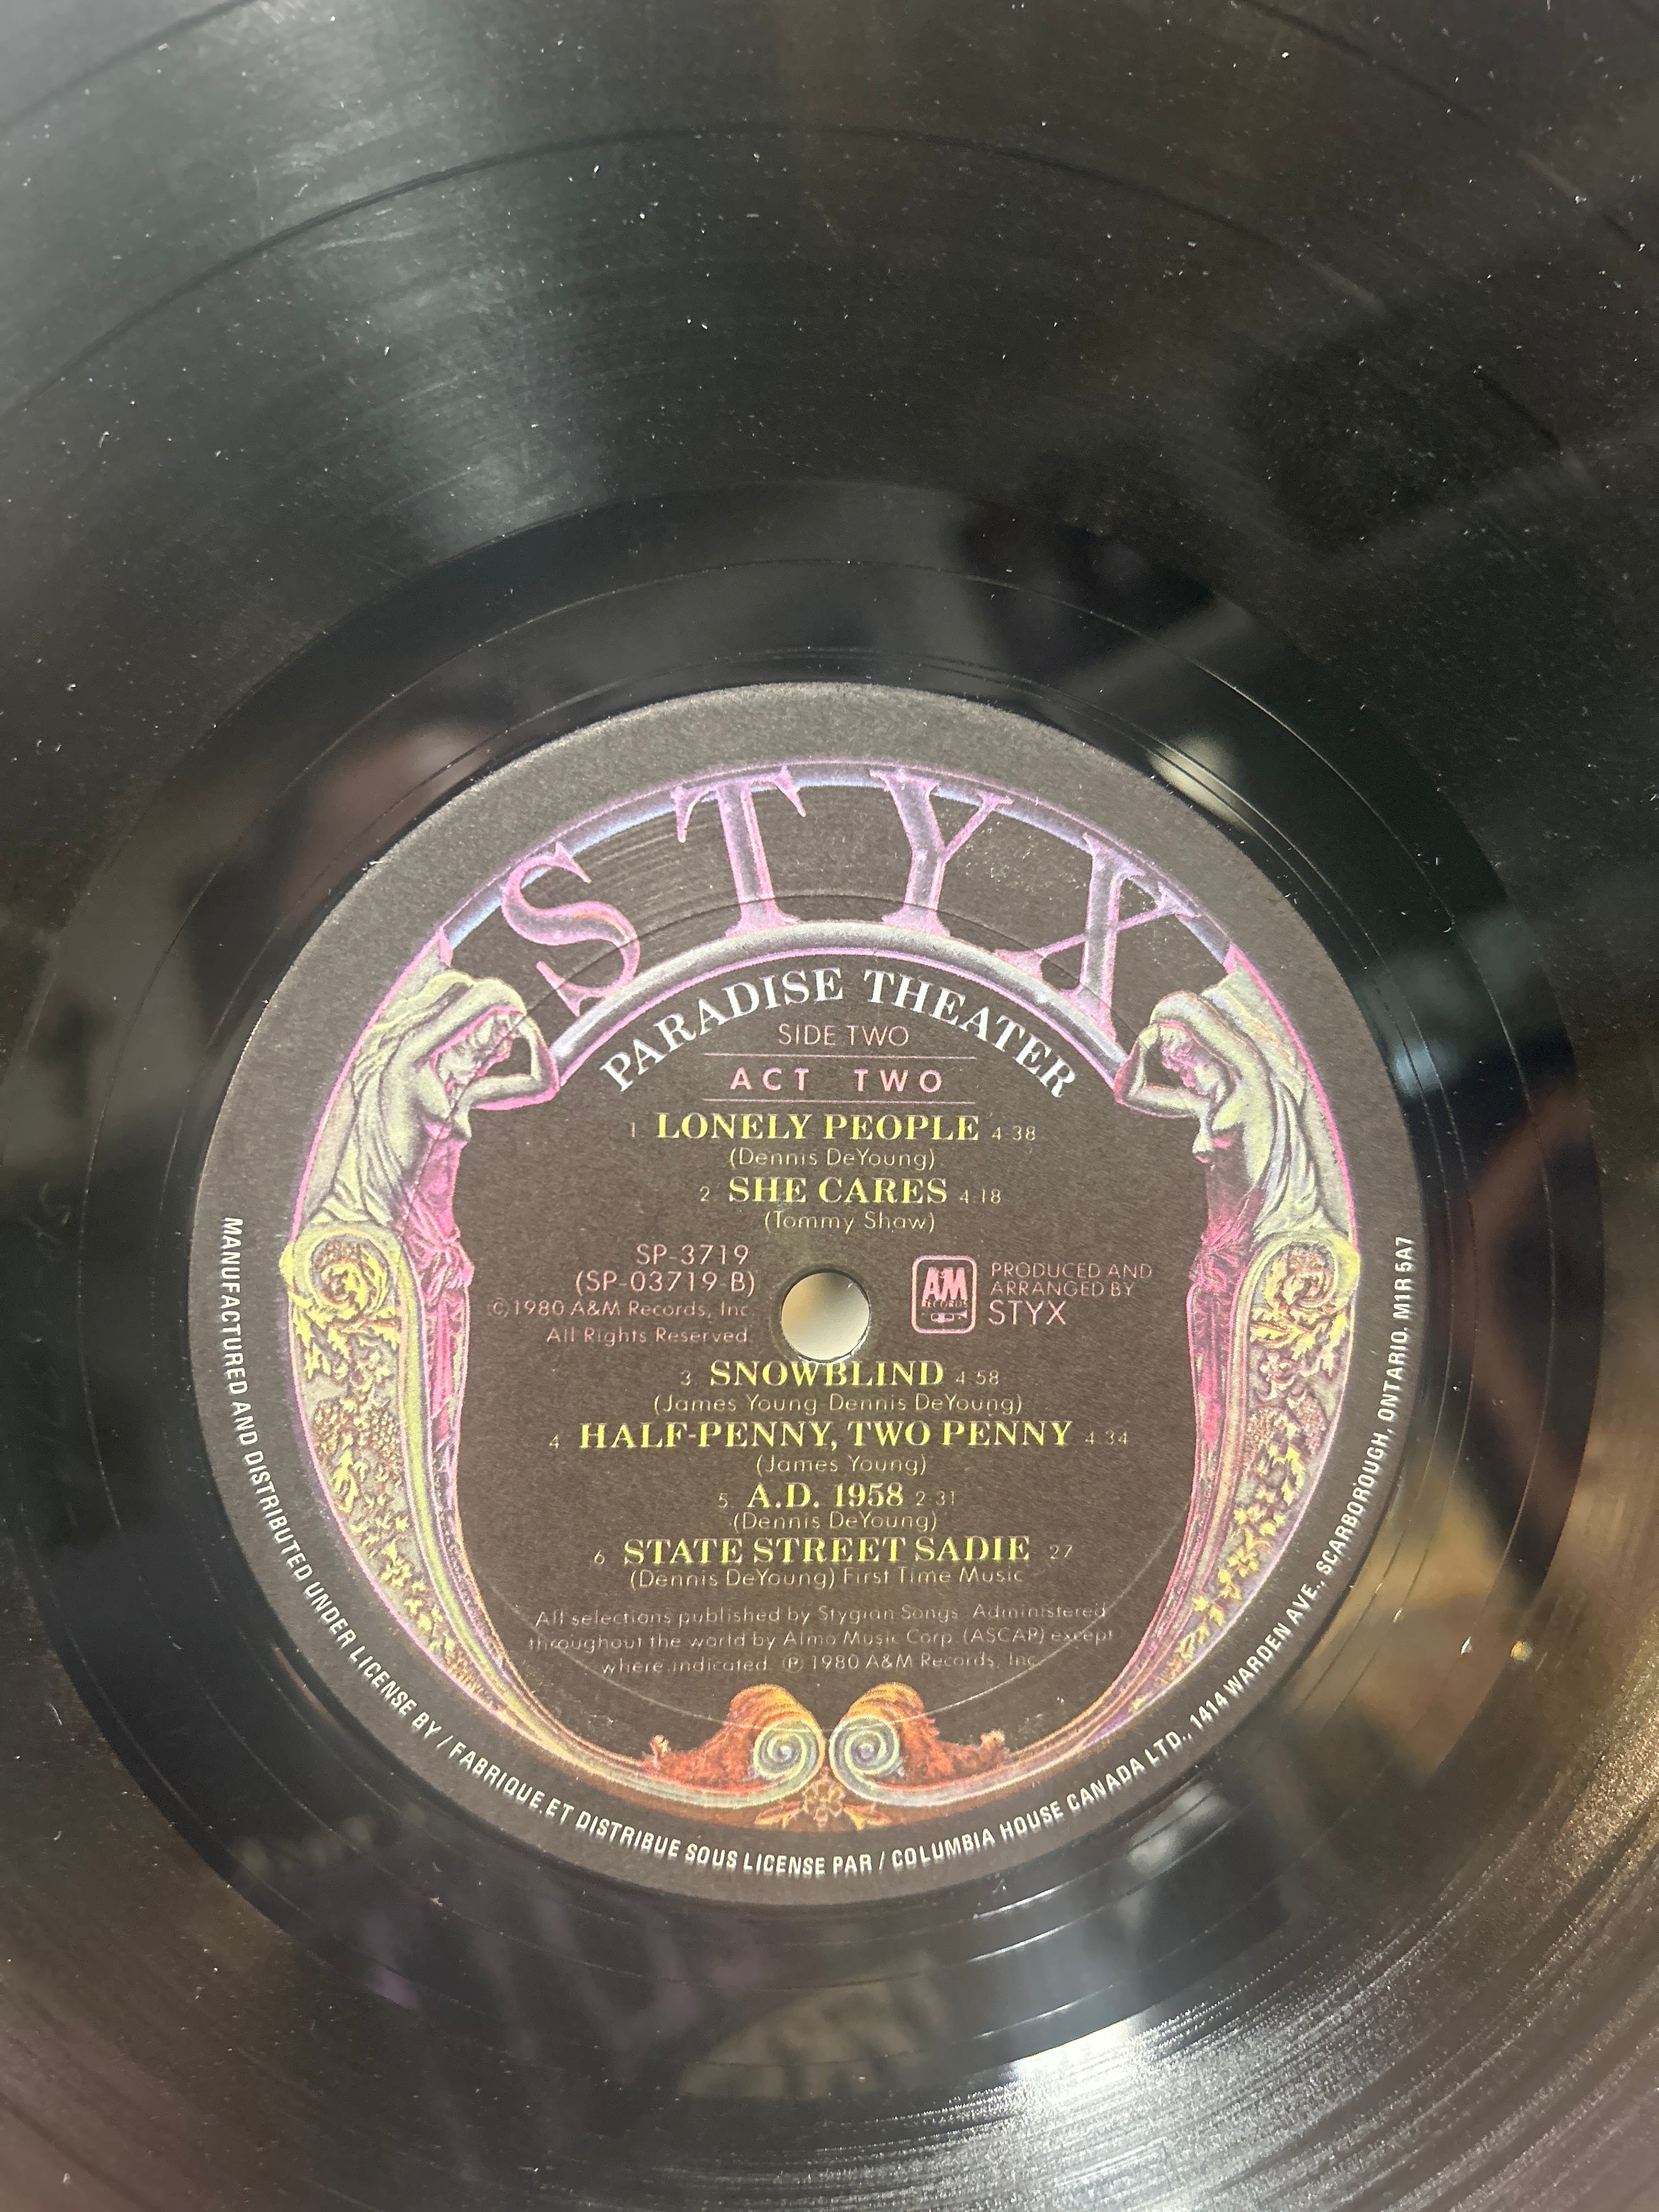 STYX
PARADISE THEATER
SIDE TWO
ACT TWO
1 LONELY PEOPLE 4:38
(Dennis DeYoung)
2 SHE CARES 4:18
(Tommy Shaw)
SP-3719
(SP-03719-B)
©1980 A&M Records, Inc.
All Rights Reserved.
A&M
RECORDS
PRODUCED AND
ARRANGED BY
STYX
3 SNOWBLIND 4:58
(James Young-Dennis DeYoung)
4 HALF-PENNY, TWO PENNY 4:34
(James Young)
5. A.D. 1958 2:31
(Dennis DeYoung)
6 STATE STREET SADIE :27
(Dennis DeYoung) First Time Music
All selections published by Stygian Songs. Administered
throughout the world by Almo Music Corp. (ASCAP) except
where indicated. ℗ 1980 A&M Records, Inc.
MANUFACTURED AND DISTRIBUTED UNDER LICENSE BY / FABRIQUE ET DISTRIBUE SOUS LICENSE PAR / COLUMBIA HOUSE CANADA LTD., 1414 WARDEN AVE., SCARBOROUGH, ONTARIO. M1R 5A7